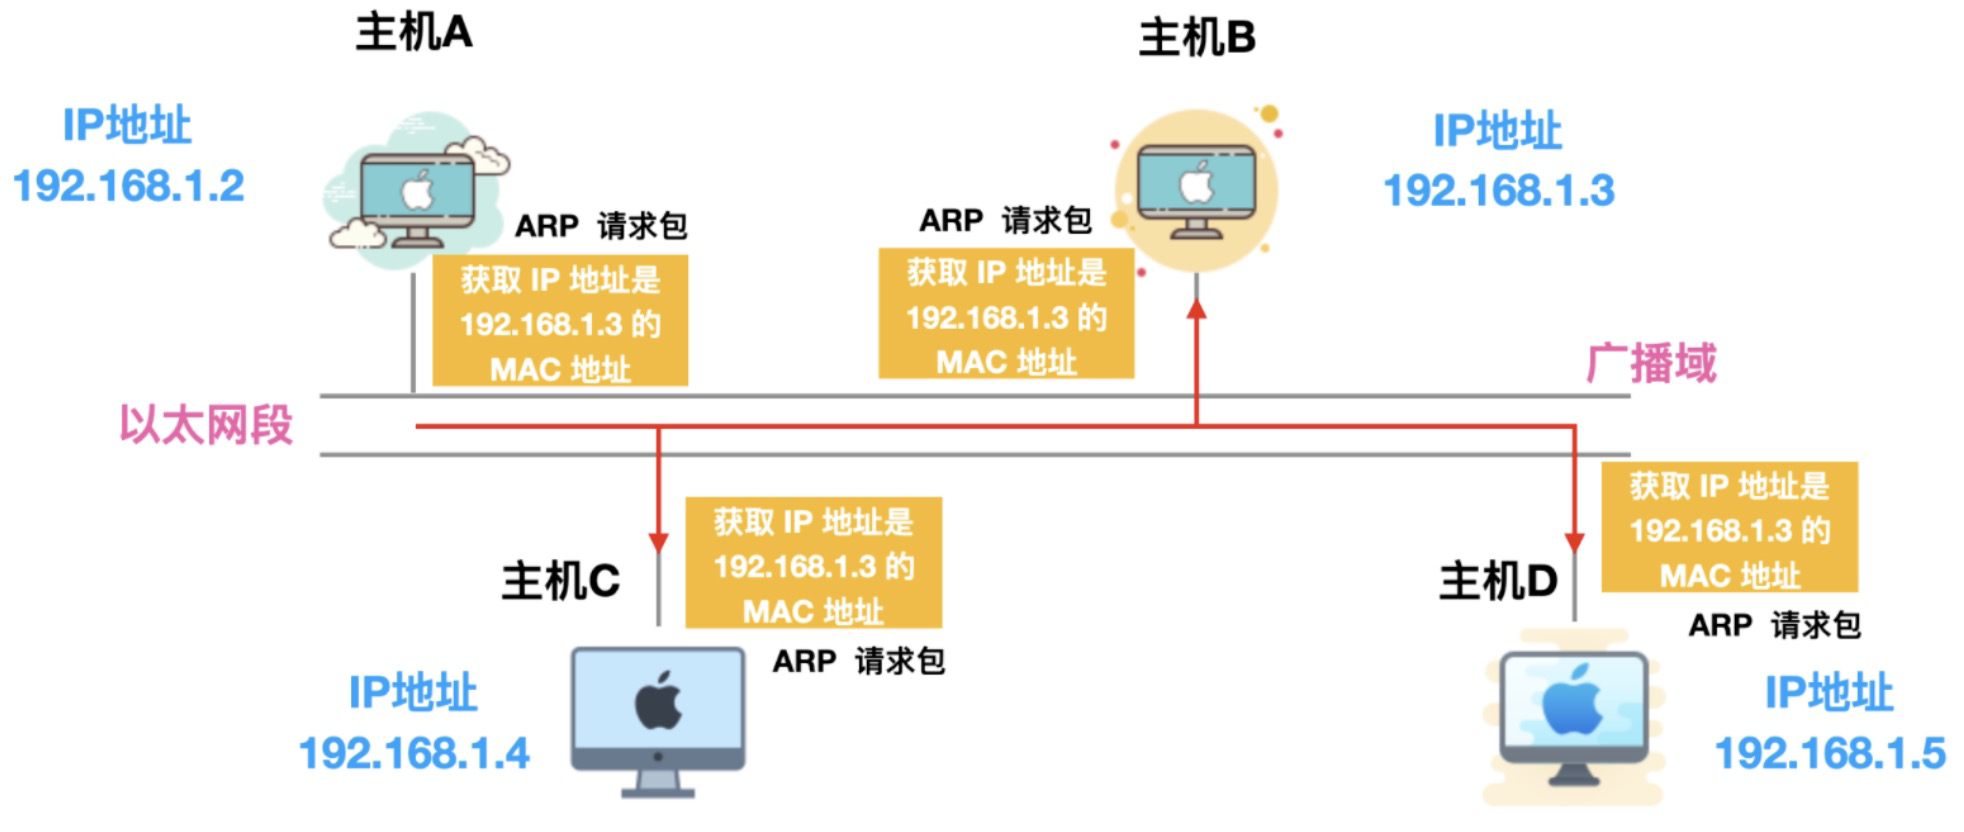 主机A
主机B
IP地址
192.168.1.2
IP地址
192.168.1.3
ARP 请求包
获取 IP 地址是
192.168.1.3 的
MAC 地址
ARP 请求包
获取 IP 地址是
192.168.1.3 的
MAC 地址
广播域
以太网段
获取 IP 地址是
192.168.1.3 的
MAC 地址
获取 IP 地址是
192.168.1.3 的
MAC 地址
主机C
主机D
ARP 请求包
ARP 请求包
IP地址
192.168.1.4
IP地址
192.168.1.5